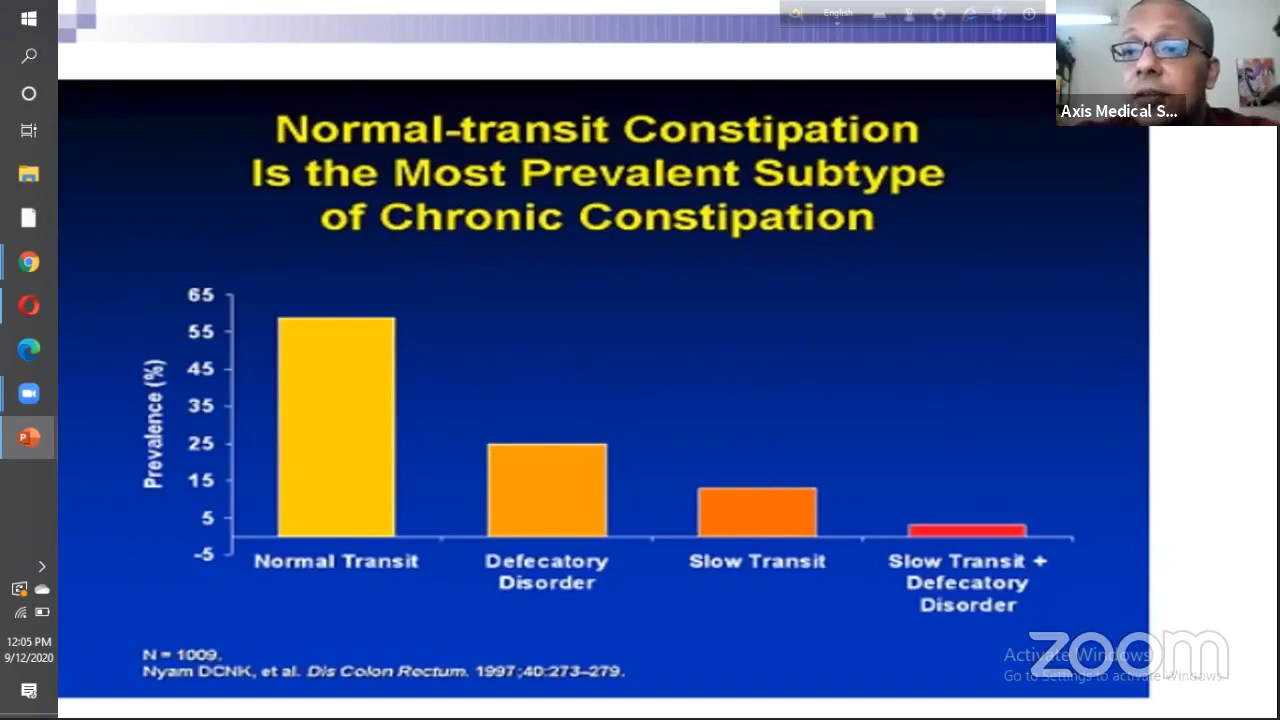 English
Axis Medical S...
Normal-transit Constipation
Is the Most Prevalent Subtype
of Chronic Constipation
Prevalence (%)
65
55
45
35
25
15
5
-5
Normal Transit
Defecatory
Disorder
Slow Transit
Slow Transit +
Defecatory
Disorder
N = 1009.
Nyam DCNK, et al. Dis Colon Rectum. 1997;40:273–279.
zoom
Activate Windows
Go to Settings to activate Windows.
12:05 PM
9/12/2020